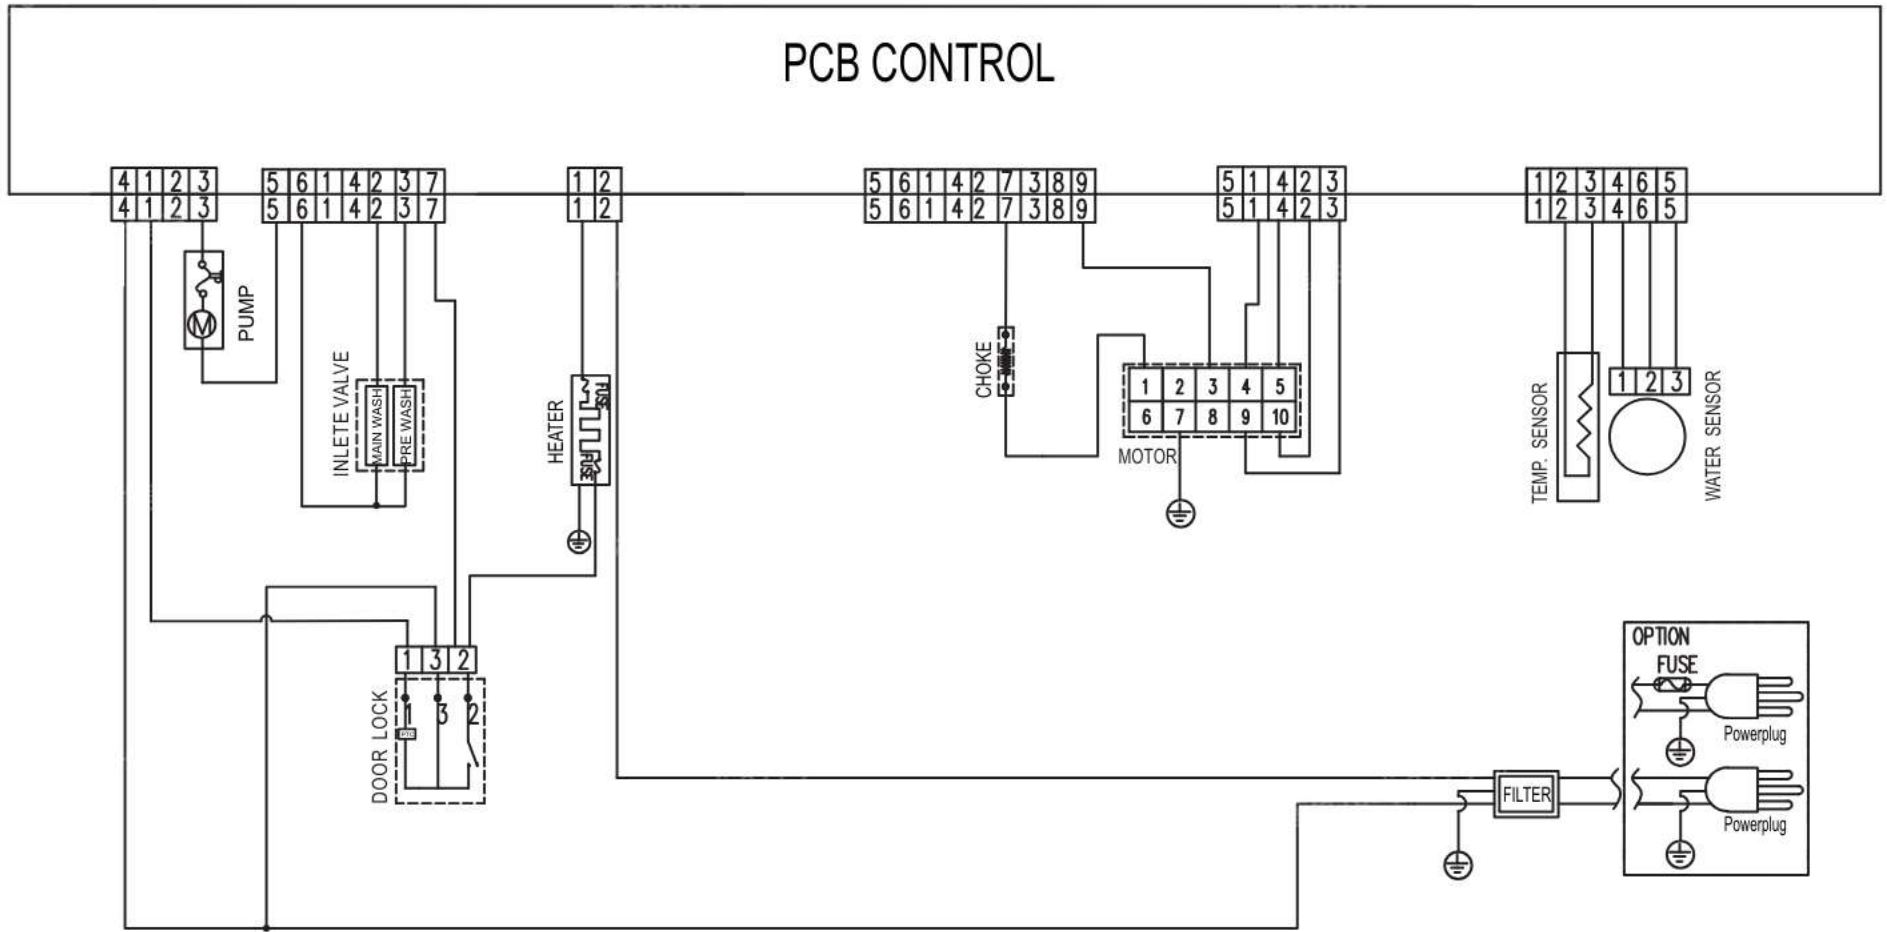 PCB CONTROL
4 1 2 3
5 6 1 4 2 3 7
1 2
5 6 1 4 2 7 3 8 9
5 1 4 2 3
1 2 3 4 6 5
4 1 2 3
5 6 1 4 2 3 7
1 2
5 6 1 4 2 7 3 8 9
5 1 4 2 3
1 2 3 4 6 5
M
PUMP
INLETE VALVE
MAIN WASH
PRE WASH
HEATER
FUSE
FUSE
CHOKE
1 2 3 4 5
6 7 8 9 10
MOTOR
TEMP. SENSOR
1 2 3
WATER SENSOR
1 3 2
DOOR LOCK
1 3 2
PTC
FILTER
OPTION
FUSE
Powerplug
Powerplug